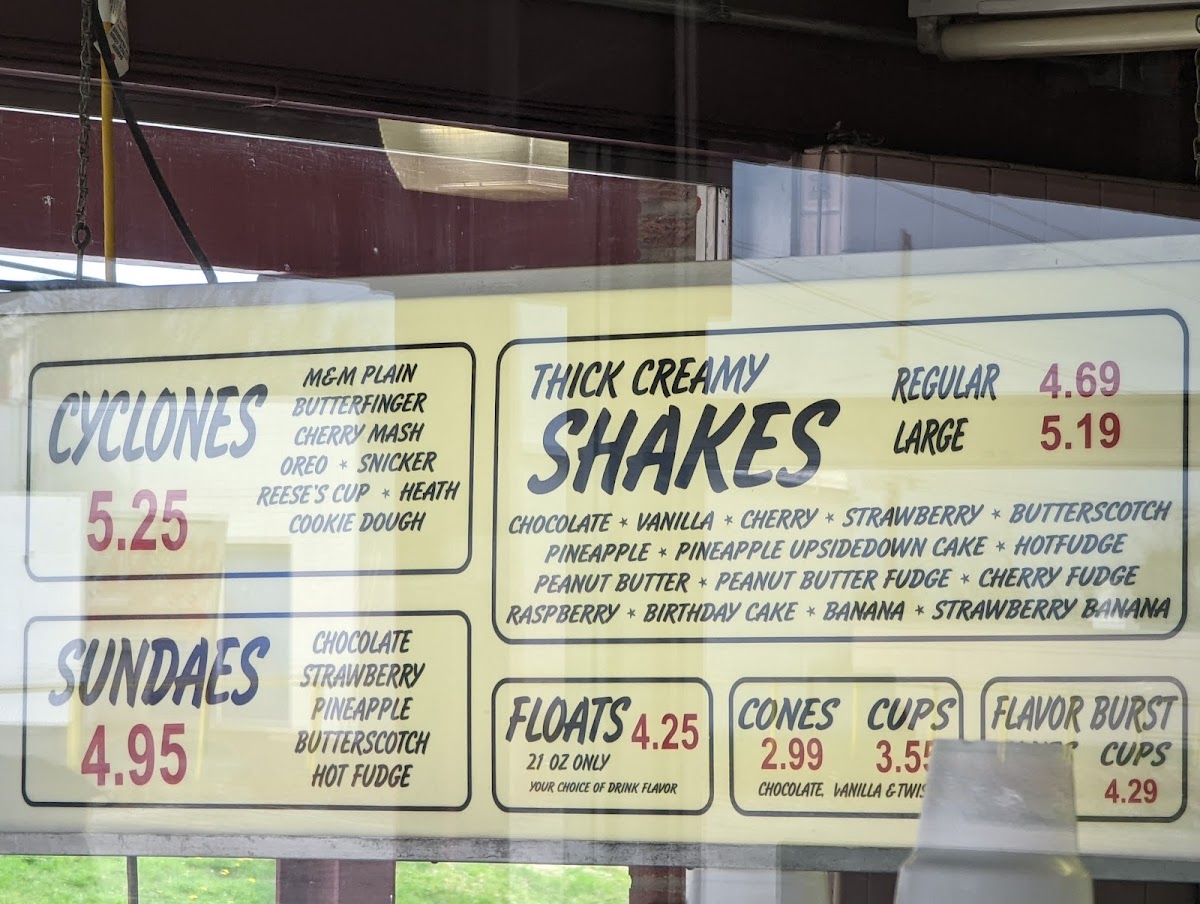 CYCLONES
5.25
M&M PLAIN
BUTTERFINGER
CHERRY MASH
OREO * SNICKER
REESE'S CUP * HEATH
COOKIE DOUGH
THICK CREAMY
SHAKES
REGULAR 4.69
LARGE 5.19
CHOCOLATE * VANILLA * CHERRY * STRAWBERRY * BUTTERSCOTCH
PINEAPPLE * PINEAPPLE UPSIDEDOWN CAKE * HOTFUDGE
PEANUT BUTTER * PEANUT BUTTER FUDGE * CHERRY FUDGE
RASPBERRY * BIRTHDAY CAKE * BANANA * STRAWBERRY BANANA
SUNDAES
4.95
CHOCOLATE
STRAWBERRY
PINEAPPLE
BUTTERSCOTCH
HOT FUDGE
FLOATS 4.25
21 OZ ONLY
YOUR CHOICE OF DRINK FLAVOR
CONES CUPS
2.99 3.55
CHOCOLATE, VANILLA & TWIS
FLAVOR BURST
CUPS
4.29